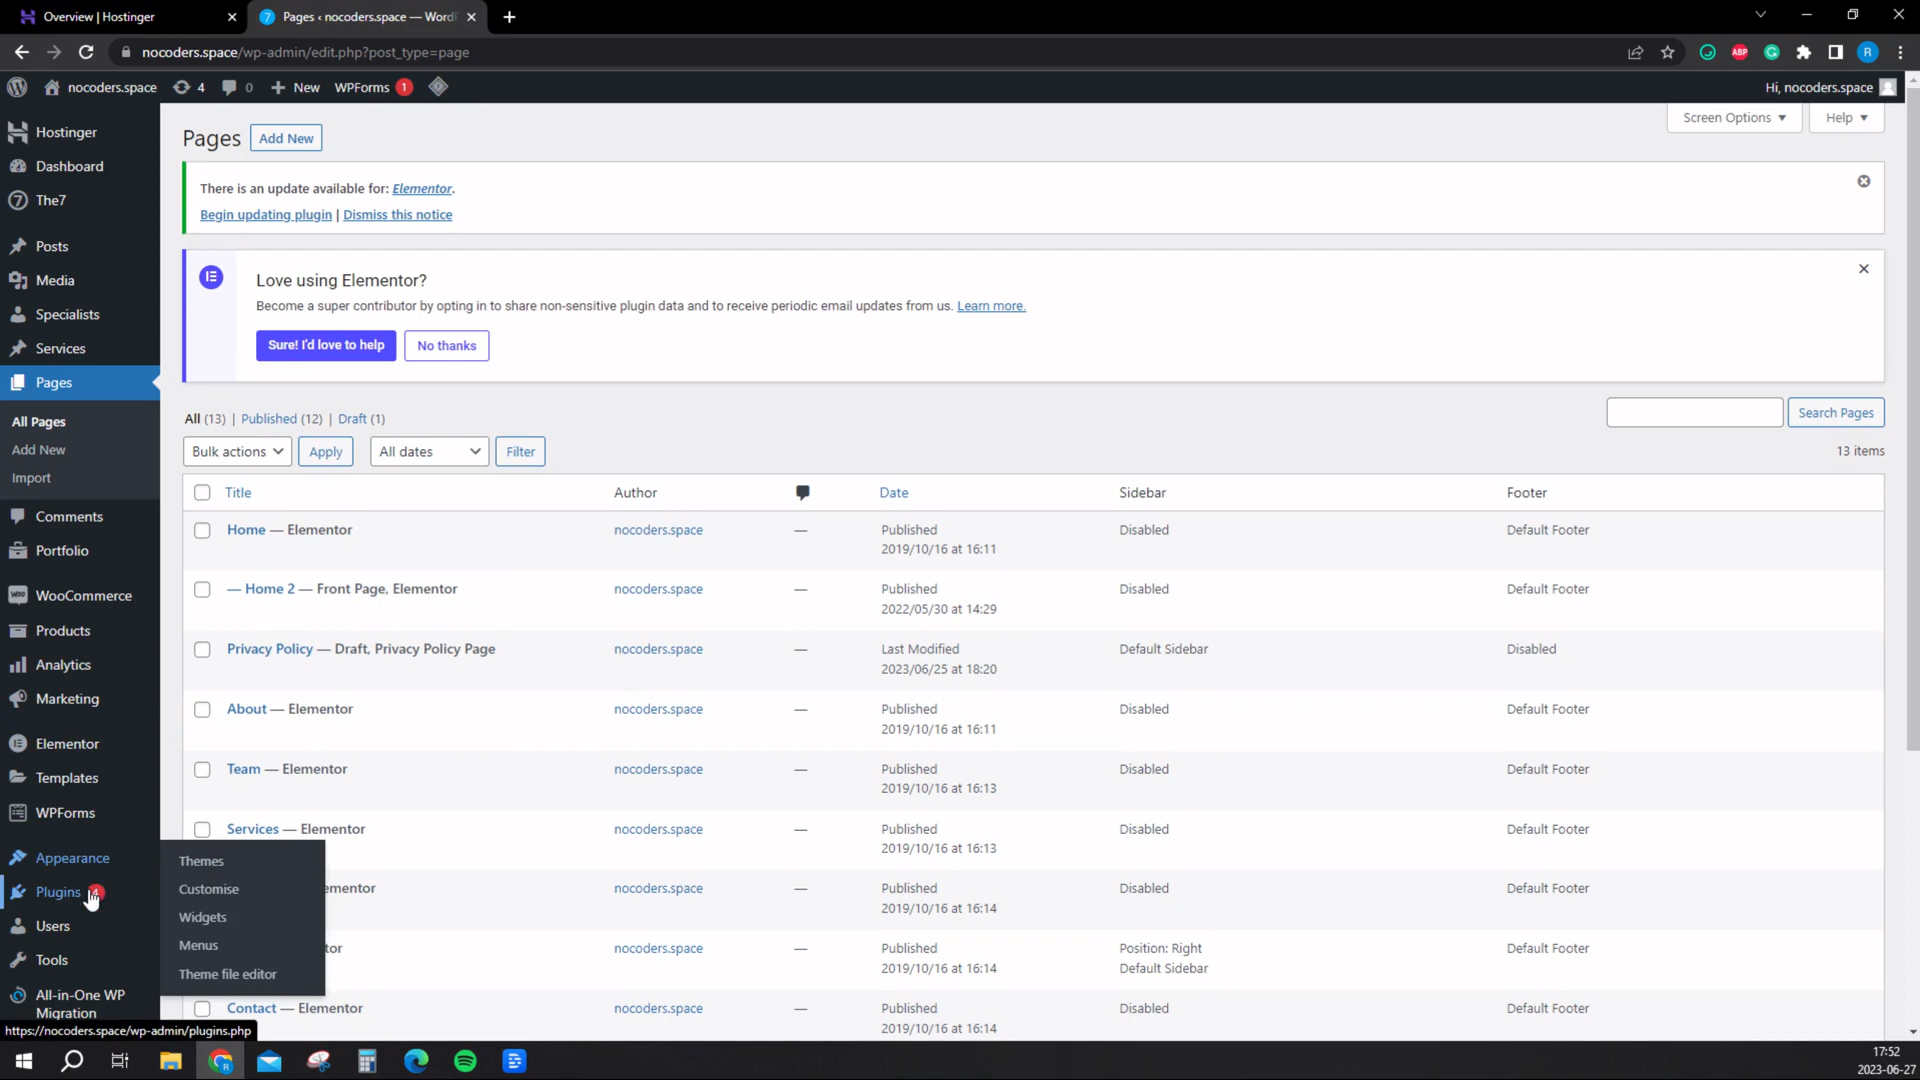 Overview | Hostinger
Pages ‹ nocoders.space — Word
nocoders.space/wp-admin/edit.php?post_type=page
ABP
R
nocoders.space 4 0 New WPForms 1
Hi, nocoders.space
Hostinger
Dashboard
The7
Posts
Media
Specialists
Services
Pages
All Pages
Add New
Import
Comments
Portfolio
WooCommerce
Products
Analytics
Marketing
Elementor
Templates
WPForms
Appearance
Plugins
Users
Tools
All-in-One WP
Migration
Themes
Customise
Widgets
Menus
Theme file editor
https://nocoders.space/wp-admin/plugins.php
Pages Add New
Screen Options
Help
There is an update available for: Elementor.
Begin updating plugin | Dismiss this notice
Love using Elementor?
Become a super contributor by opting in to share non-sensitive plugin data and to receive periodic email updates from us. Learn more.
Sure! I'd love to help
No thanks
All (13) | Published (12) | Draft (1)
Search Pages
Bulk actions Apply All dates Filter
13 items
Title Author Date Sidebar Footer
Home — Elementor nocoders.space — Published Disabled Default Footer
2019/10/16 at 16:11
— Home 2 — Front Page, Elementor nocoders.space — Published Disabled Default Footer
2022/05/30 at 14:29
Privacy Policy — Draft, Privacy Policy Page nocoders.space — Last Modified Default Sidebar Disabled
2023/06/25 at 18:20
About — Elementor nocoders.space — Published Disabled Default Footer
2019/10/16 at 16:11
Team — Elementor nocoders.space — Published Disabled Default Footer
2019/10/16 at 16:13
Services — Elementor nocoders.space — Published Disabled Default Footer
2019/10/16 at 16:13
ementor nocoders.space — Published Disabled Default Footer
2019/10/16 at 16:14
tor nocoders.space — Published Position: Right Default Footer
2019/10/16 at 16:14 Default Sidebar
Contact — Elementor nocoders.space — Published Disabled Default Footer
2019/10/16 at 16:14
17:52
2023-06-27